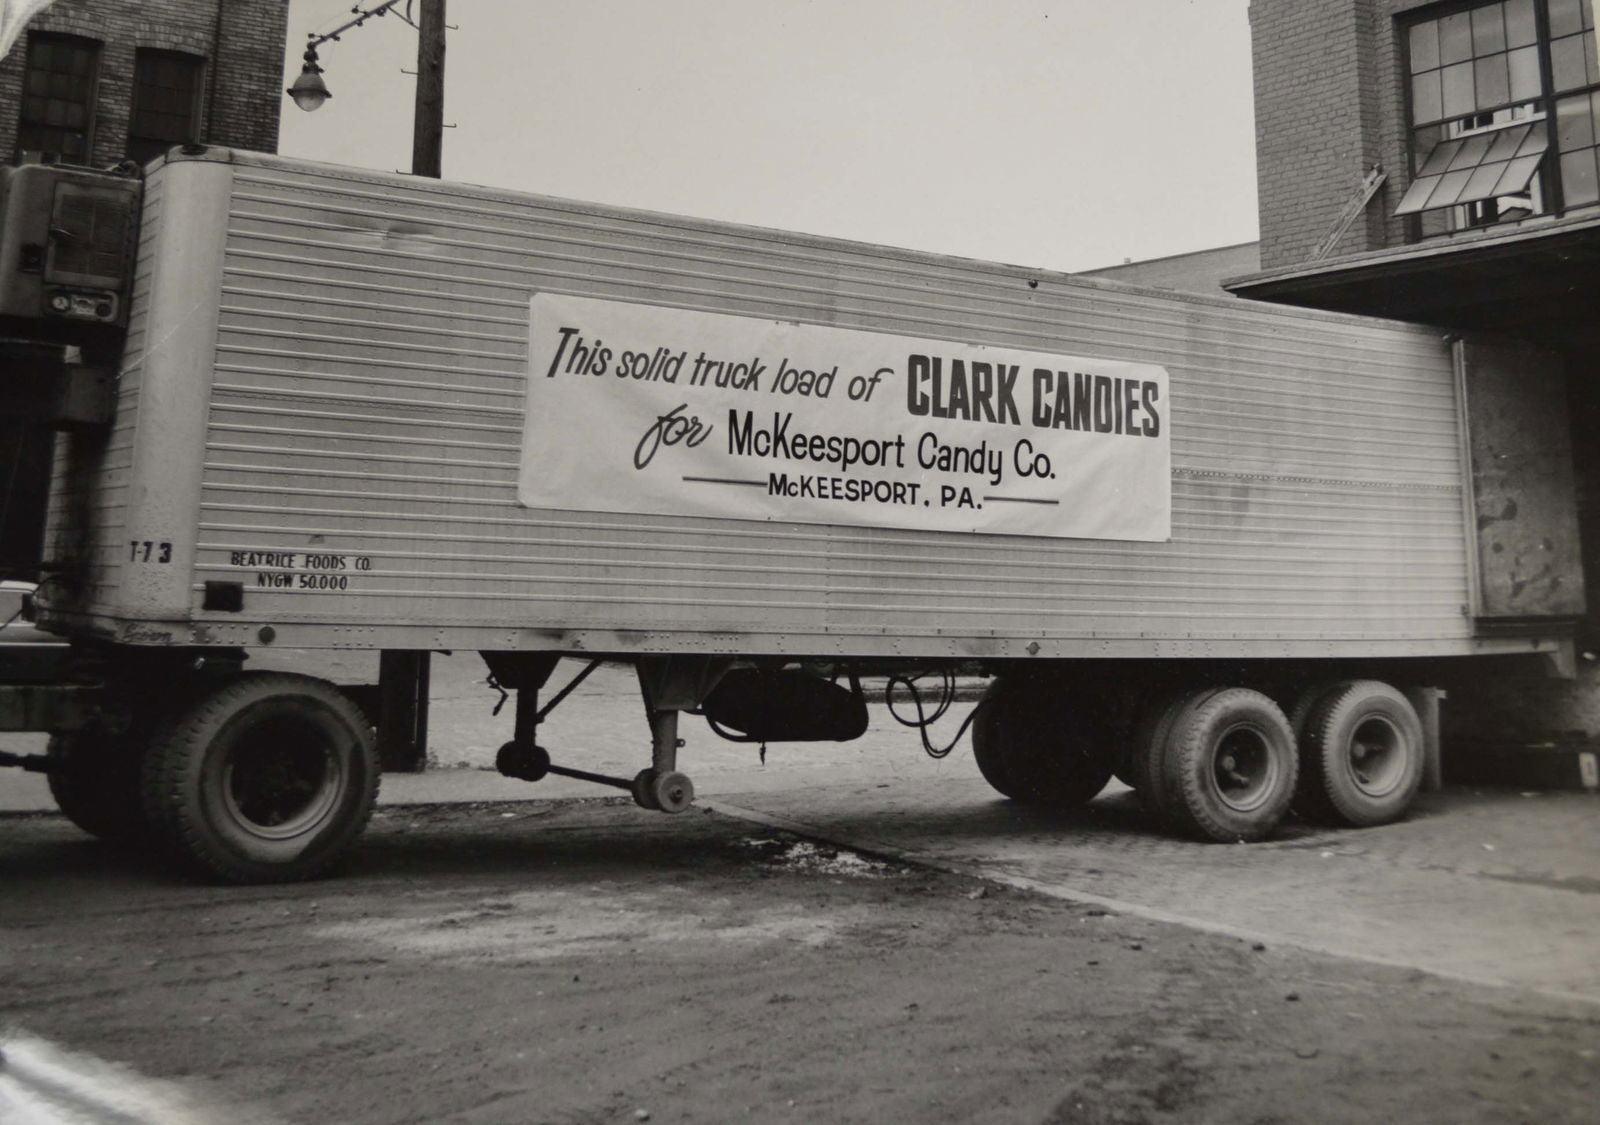 This solid truck load of CLARK CANDIES
for McKeesport Candy Co.
McKEESPORT, PA.
T-73
BEATRICE FOODS CO.
NYGW 50.000
Brown